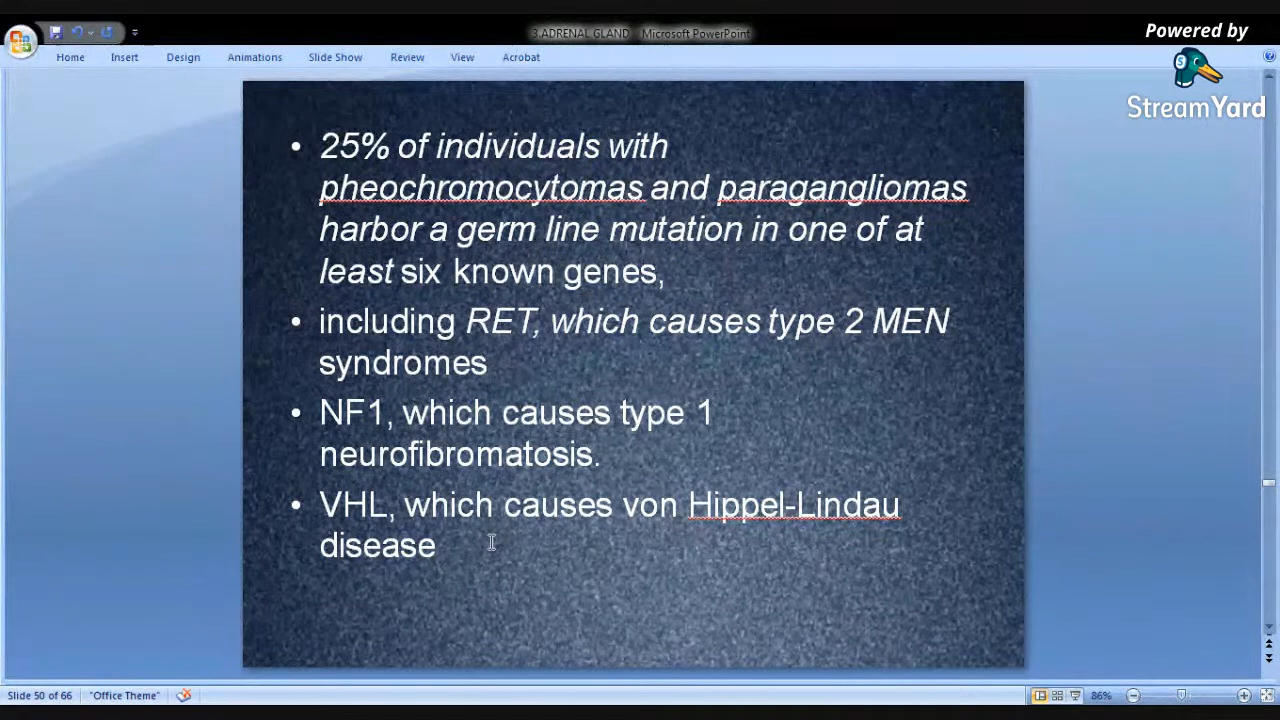 3.ADRENAL GLAND Microsoft PowerPoint
Powered by
StreamYard
Home Insert Design Animations Slide Show Review View Acrobat
• 25% of individuals with
pheochromocytomas and paragangliomas
harbor a germ line mutation in one of at
least six known genes,
• including RET, which causes type 2 MEN
syndromes
• NF1, which causes type 1
neurofibromatosis.
• VHL, which causes von Hippel-Lindau
disease
Slide 50 of 66 "Office Theme" 86%